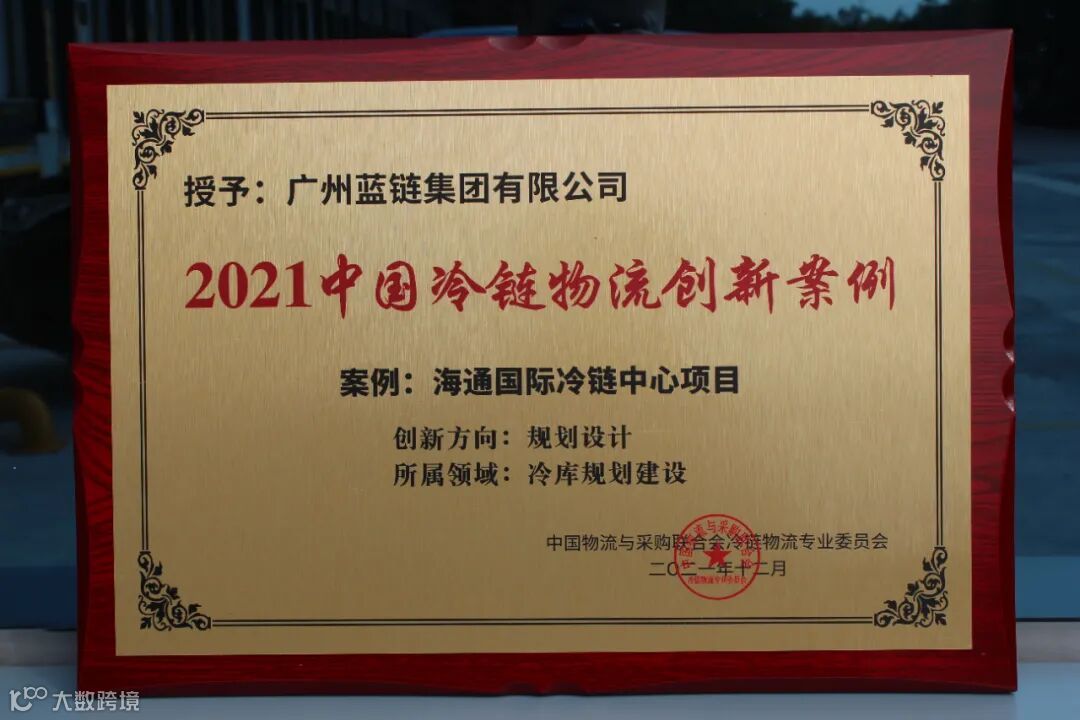 授予：广州蓝链集团有限公司
2021中国冷链物流创新案例
案例：海通国际冷链中心项目
创新方向：规划设计
所属领域：冷库规划建设
中国物流与采购联合会冷链物流专业委员会
二〇二一年十二月
大数跨境